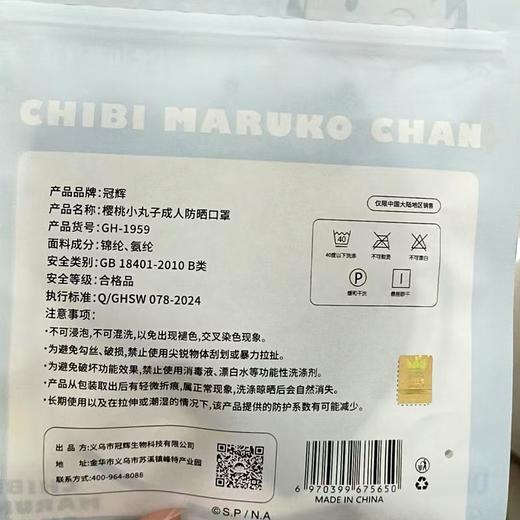 CHIBI MARUKO CHAN
产品品牌：冠辉
产品名称：樱桃小丸子成人防晒口罩
产品货号：GH-1959
面料成分：锦纶、氨纶
安全类别：GB 18401-2010 B类
安全等级：合格品
执行标准：Q/GHSW 078-2024
注意事项：
仅限中国大陆地区销售
40
40度以下洗涤
不可熨烫
不可漂白
P
缓和干洗
悬挂晾干
•不可浸泡，不可混洗，以免出现褪色，交叉染色现象。
•为避免勾丝、破损，禁止使用尖锐物体刮划或暴力拉扯。
•为避免破坏功能效果，禁止使用消毒液、漂白水等功能性洗涤剂。
•产品从包装取出后有轻微折痕，属正常现象，洗涤晾晒后会自然消失。
•长期使用以及在拉伸或潮湿的情况下，该产品提供的防护系数有可能减少。
出 品 方：义乌市冠辉生物科技有限公司
地 址：金华市义乌市苏溪镇峰特产业园
联系方式：400-964-8088
6 970399 675650
MADE IN CHINA
©S.P / N.A
CHIBI
MARUK